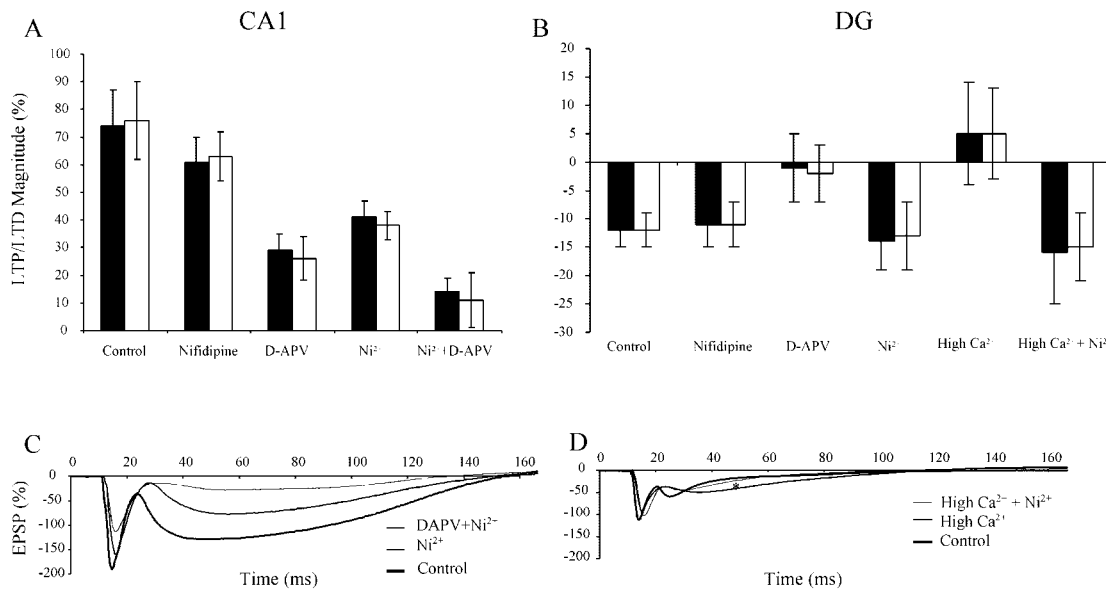 CA1
DG
A
B
LTP/LTD Magnitude (%)
100
90
80
70
60
50
40
30
20
10
0
Control
Nifidipine
D-APV
Ni²⁻
Ni²⁻+D-APV
20
15
10
5
0
-5
-10
-15
-20
-25
-30
Control
Nifidipine
D-APV
Ni²⁻
High Ca²⁻
High Ca²⁻ + Ni²
C
0 20 40 60 80 100 120 140 160
EPSP (%)
0
-50
-100
-150
-200
DAPV+Ni²⁻
Ni²⁺
Control
Time (ms)
D
0 20 40 60 80 100 120 140 160
0
-50
-100
-150
-200
*
High Ca²⁻ + Ni²⁺
High Ca²⁺
Control
Time (ms)